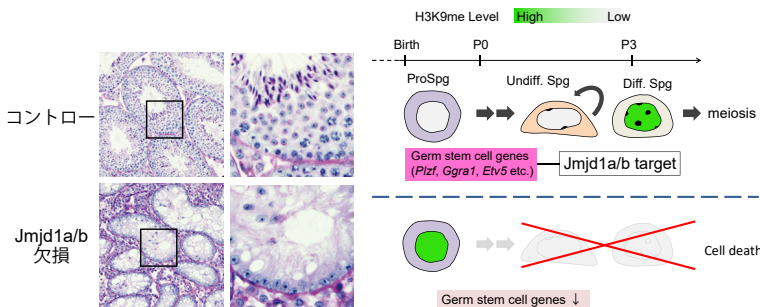 H3K9me Level High Low
Birth P0 P3
ProSpg Undiff. Spg Diff. Spg
meiosis
コントロー
Germ stem cell genes
(Plzf, Ggra1, Etv5 etc.)
Jmjd1a/b target
Jmjd1a/b
欠損
Cell death
Germ stem cell genes ↓